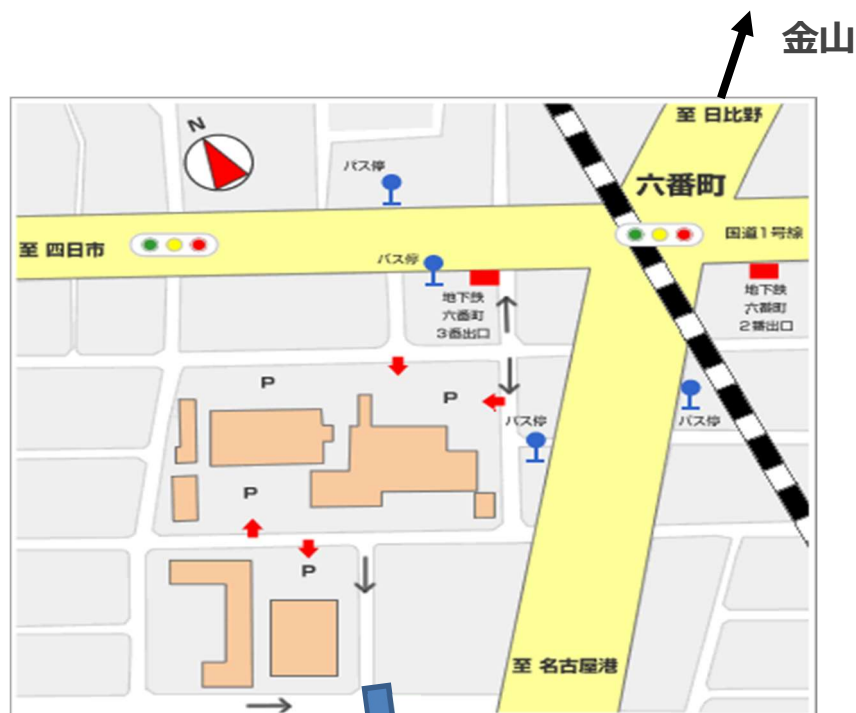 金山
至 日比野
N
バス停
六番町
至 四日市
国道1号線
バス停
地下鉄
六番町
3番出口
地下鉄
六番町
2番出口
P
P
バス停
バス停
P
P
至 名古屋港